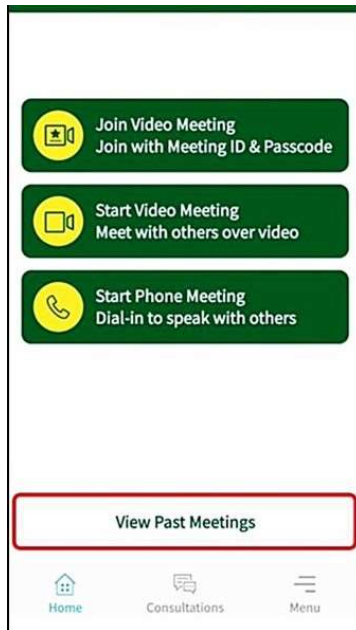 Join Video Meeting
Join with Meeting ID & Passcode
Start Video Meeting
Meet with others over video
Start Phone Meeting
Dial-in to speak with others
View Past Meetings
Home
Consultations
Menu